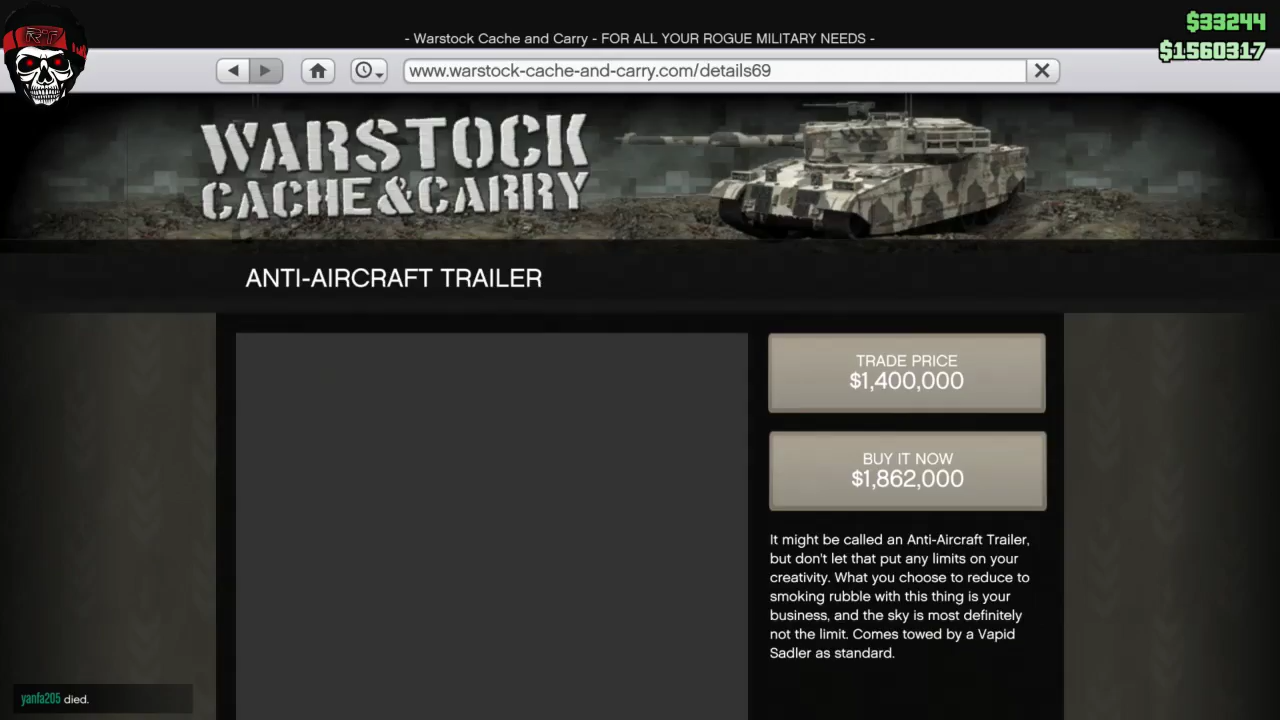 $33244
- Warstock Cache and Carry - FOR ALL YOUR ROGUE MILITARY NEEDS -
$1560317
www.warstock-cache-and-carry.com/details69
WARSTOCK
CACHE&CARRY
ANTI-AIRCRAFT TRAILER
TRADE PRICE
$1,400,000
BUY IT NOW
$1,862,000
It might be called an Anti-Aircraft Trailer,
but don't let that put any limits on your
creativity. What you choose to reduce to
smoking rubble with this thing is your
business, and the sky is most definitely
not the limit. Comes towed by a Vapid
Sadler as standard.
yanfa205 died.